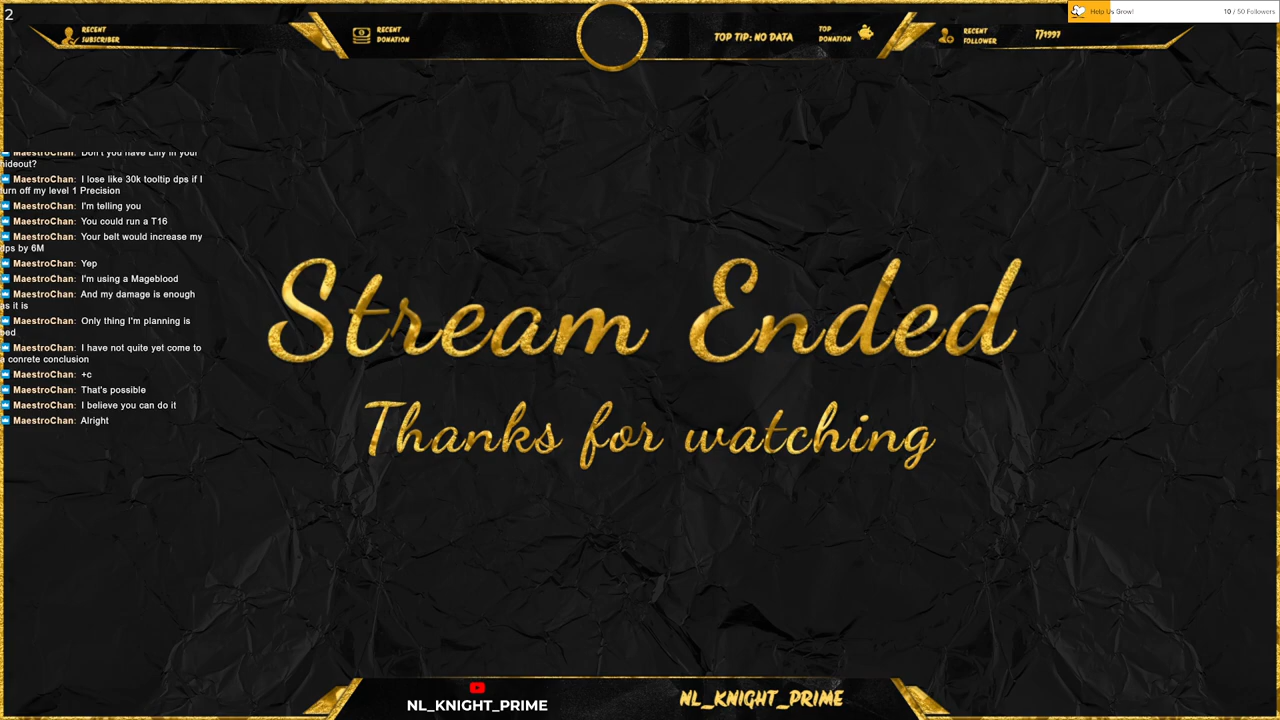 2
RECENT
SUBSCRIBER
RECENT
DONATION
TOP TIP: NO DATA
TOP
DONATION
RECENT
FOLLOWER
Help Us Grow!
10 / 50 Followers
MaestroChan: Don't you have Lilly in your
hideout?
MaestroChan: I lose like 30k tooltip dps if I
turn off my level 1 Precision
MaestroChan: I'm telling you
MaestroChan: You could run a T16
MaestroChan: Your belt would increase my
dps by 6M
MaestroChan: Yep
MaestroChan: I'm using a Mageblood
MaestroChan: And my damage is enough
as it is
MaestroChan: Only thing I'm planning is
MaestroChan: I have not quite yet come to
a conrete conclusion
MaestroChan: +c
MaestroChan: That's possible
MaestroChan: I believe you can do it
MaestroChan: Alright
Stream Ended
Thanks for watching
NL_KNIGHT_PRIME
NL_KNIGHT_PRIME